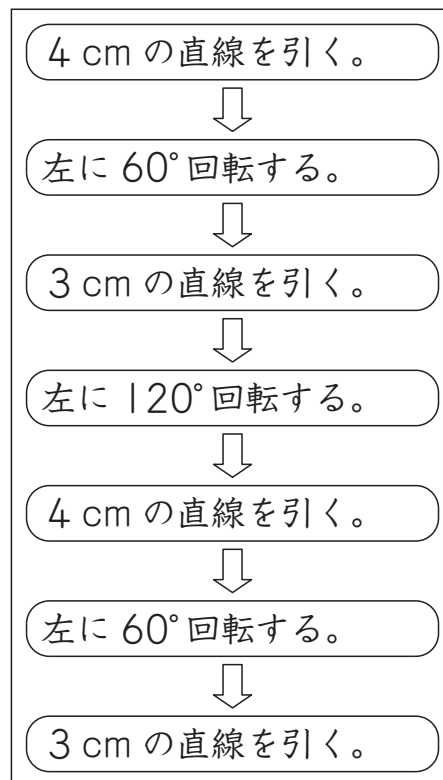 4 cm の直線を引く。
左に 60°回転する。
3 cm の直線を引く。
左に 120°回転する。
4 cm の直線を引く。
左に 60°回転する。
3 cm の直線を引く。